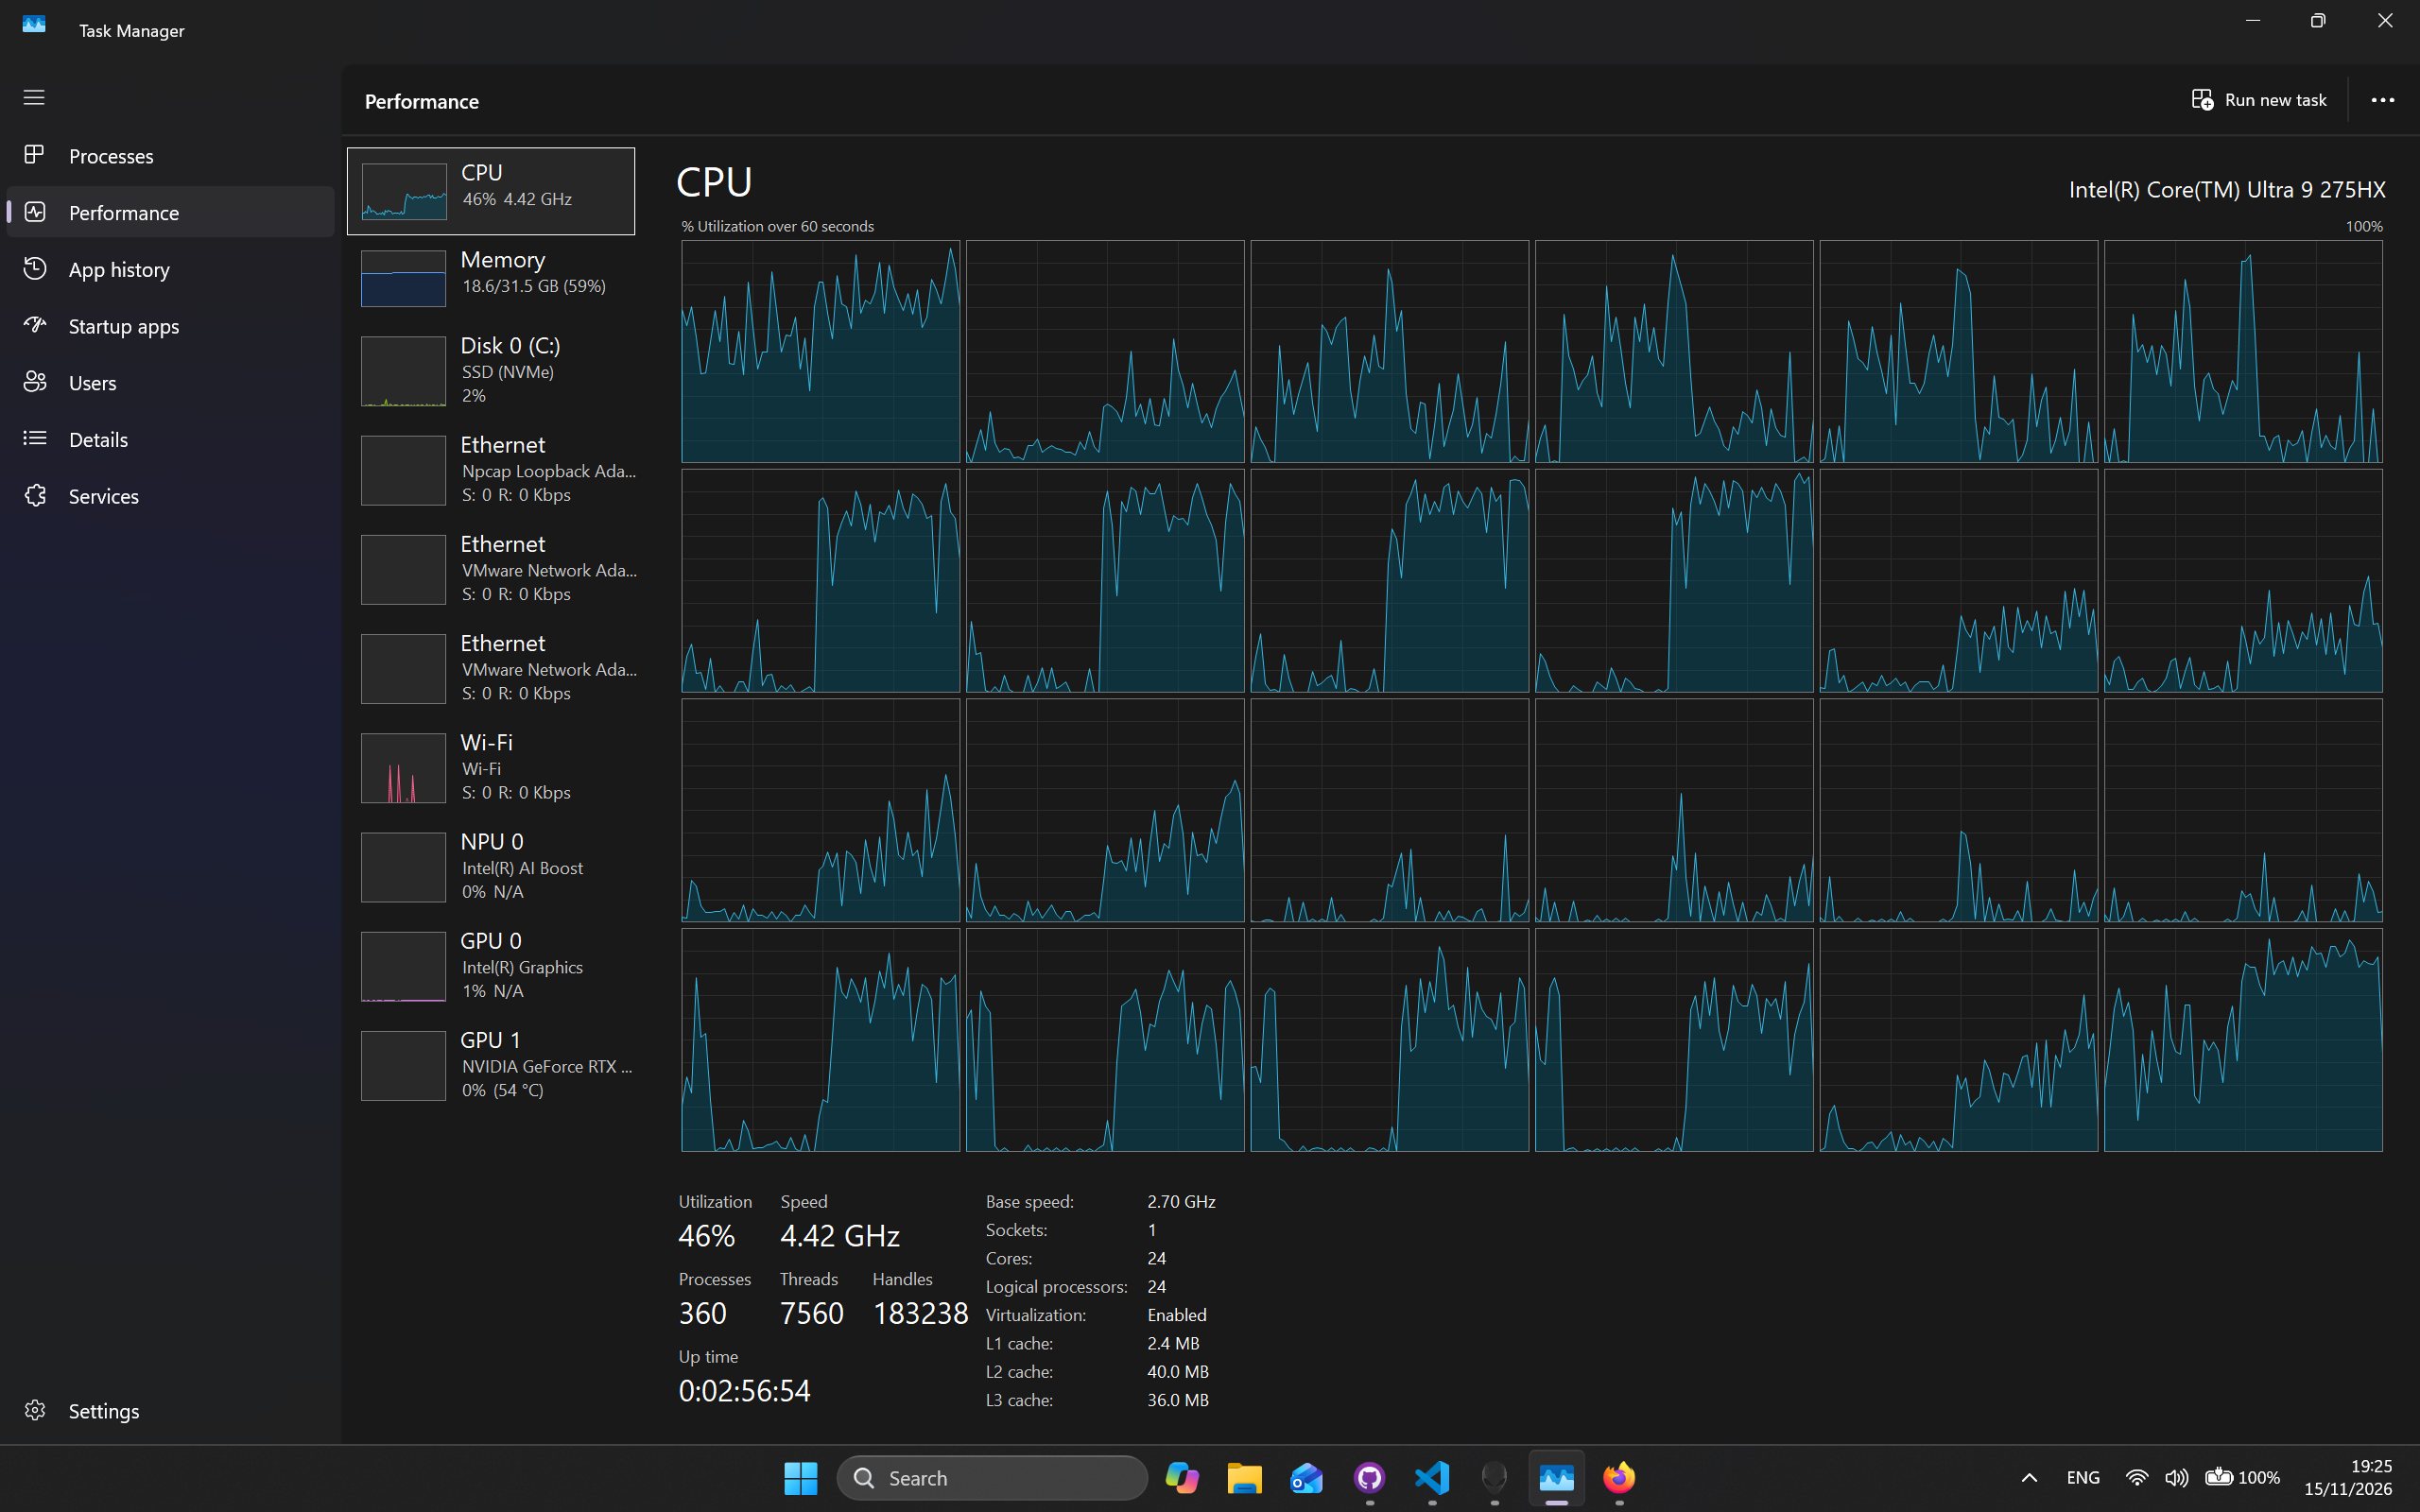 Task Manager
Performance
Run new task
Processes
Performance
App history
Startup apps
Users
Details
Services
Settings
CPU
46% 4.42 GHz
Memory
18.6/31.5 GB (59%)
Disk 0 (C:)
SSD (NVMe)
2%
Ethernet
Npcap Loopback Ada...
S: 0 R: 0 Kbps
Ethernet
VMware Network Ada...
S: 0 R: 0 Kbps
Ethernet
VMware Network Ada...
S: 0 R: 0 Kbps
Wi-Fi
Wi-Fi
S: 0 R: 0 Kbps
NPU 0
Intel(R) AI Boost
0% N/A
GPU 0
Intel(R) Graphics
1% N/A
GPU 1
NVIDIA GeForce RTX ...
0% (54 °C)
CPU
Intel(R) Core(TM) Ultra 9 275HX
% Utilization over 60 seconds
100%
Utilization Speed
46% 4.42 GHz
Processes Threads Handles
360 7560 183238
Up time
0:02:56:54
Base speed: 2.70 GHz
Sockets: 1
Cores: 24
Logical processors: 24
Virtualization: Enabled
L1 cache: 2.4 MB
L2 cache: 40.0 MB
L3 cache: 36.0 MB
Search
ENG
100%
19:25
15/11/2026